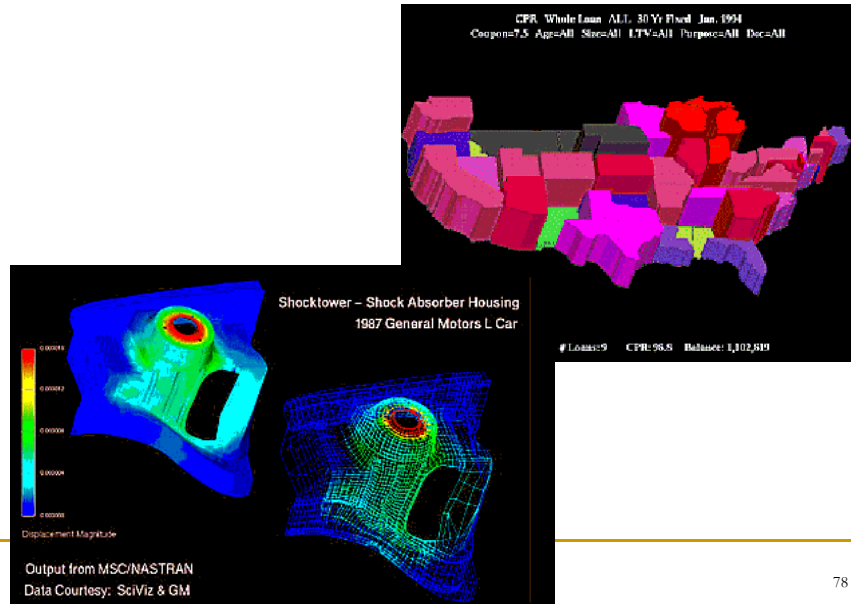 CPR Whole Loan ALL 30 Yr Fixed Jan. 1994
Coupon=7.5 Age=All Size=All LTV=All Purpose=All Doc=All
# Loans: 9 CPR: 96.8 Balance: 1,102,619
Shocktower – Shock Absorber Housing
1987 General Motors L Car
Displacement Magnitude
Output from MSC/NASTRAN
Data Courtesy: SciViz & GM
78